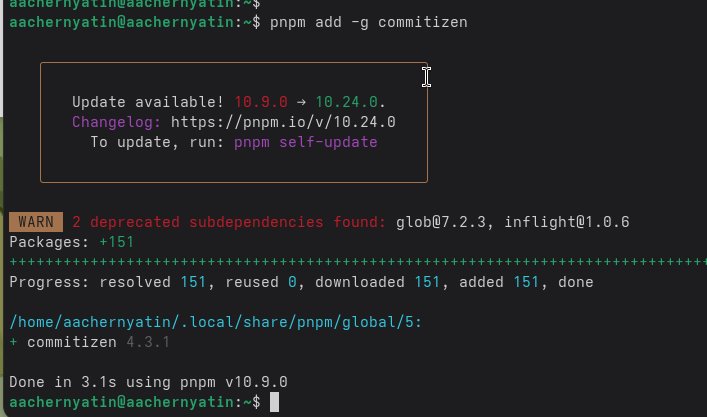 aachernyatin@aachernyatin:~$
aachernyatin@aachernyatin:~$ pnpm add -g commitizen
Update available! 10.9.0 → 10.24.0.
Changelog: https://pnpm.io/v/10.24.0
To update, run: pnpm self-update
WARN 2 deprecated subdependencies found: glob@7.2.3, inflight@1.0.6
Packages: +151
++++++++++++++++++++++++++++++++++++++++++++++++++++++++++++++++++++++++++++++
Progress: resolved 151, reused 0, downloaded 151, added 151, done
/home/aachernyatin/.local/share/pnpm/global/5:
+ commitizen 4.3.1
Done in 3.1s using pnpm v10.9.0
aachernyatin@aachernyatin:~$